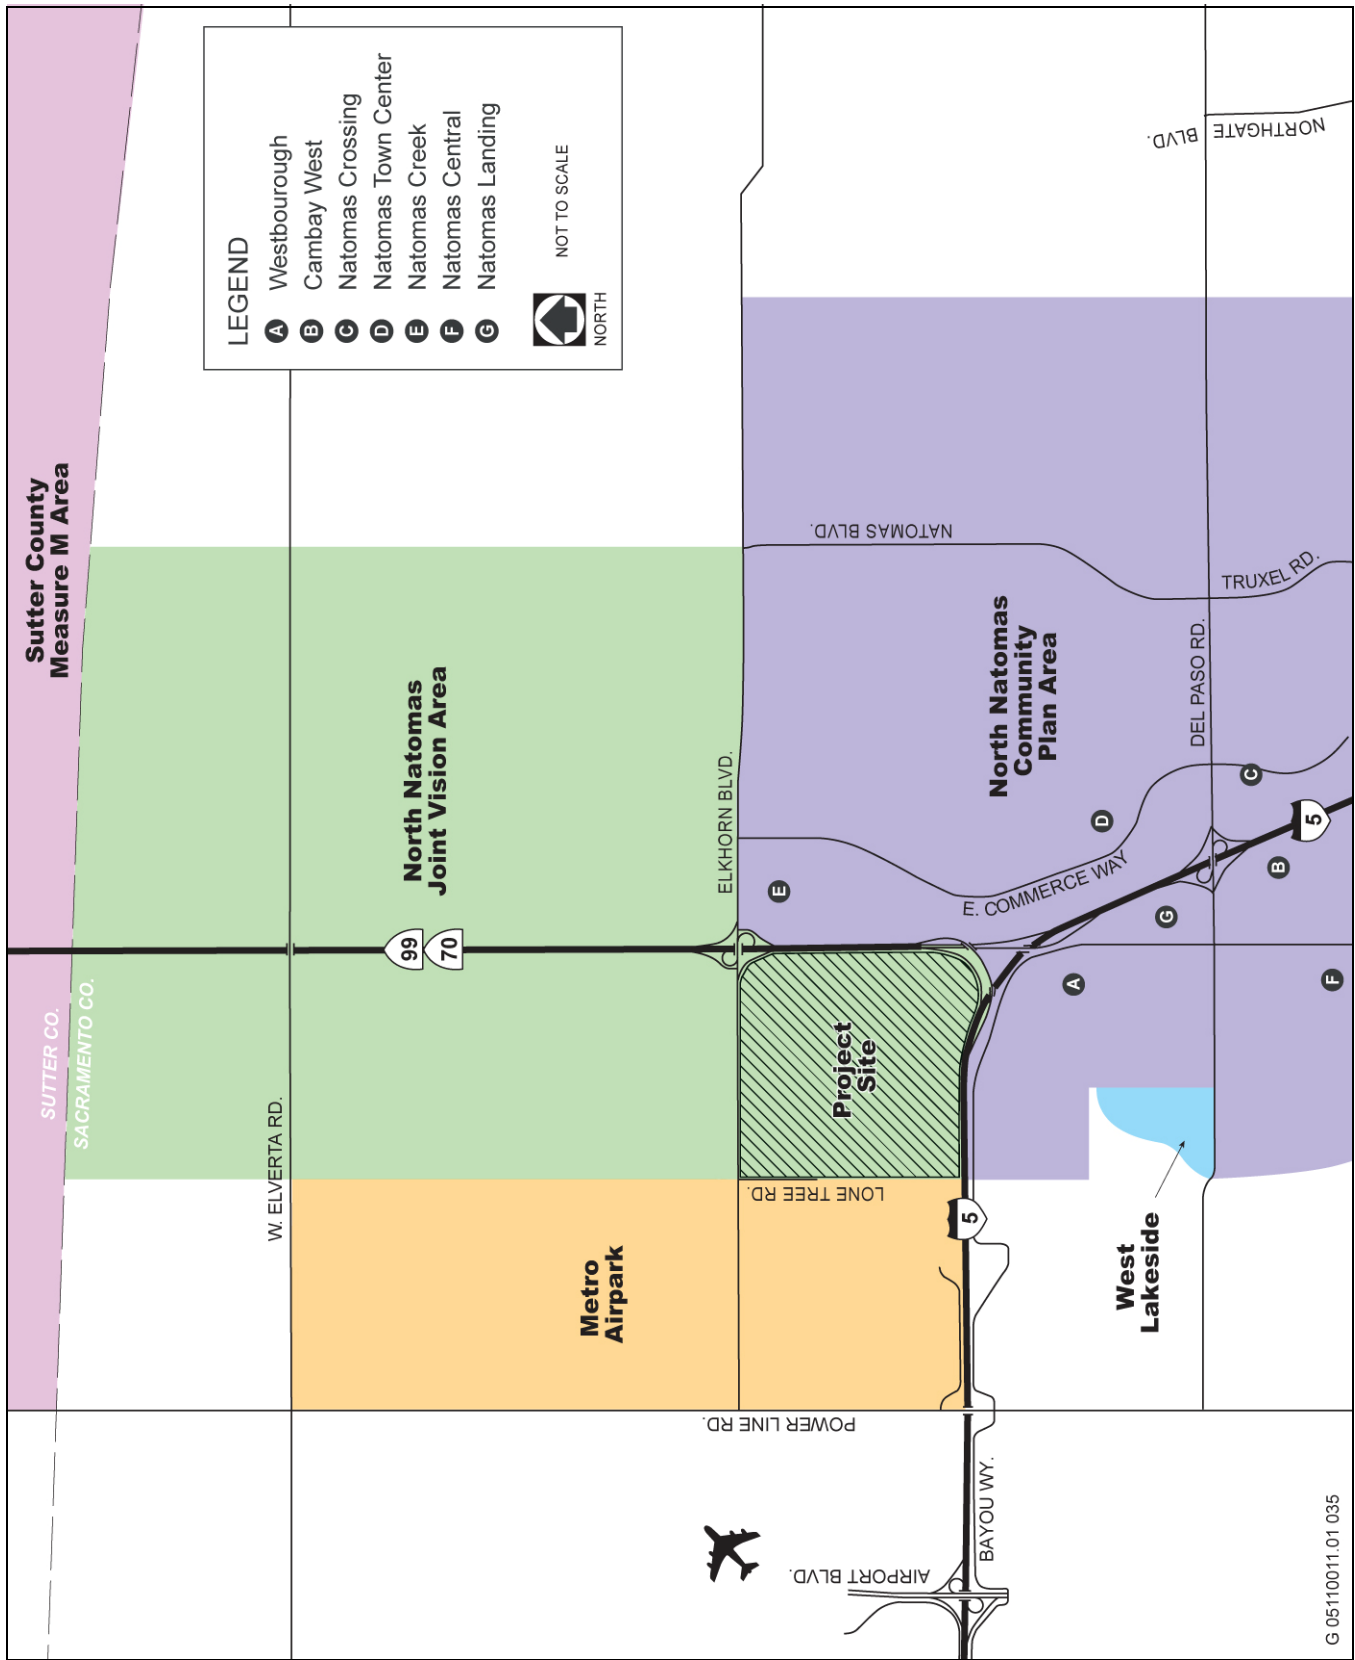 LEGEND
A Westbourough
B Cambay West
C Natomas Crossing
D Natomas Town Center
E Natomas Creek
F Natomas Central
G Natomas Landing
NORTH
NOT TO SCALE
Sutter County
Measure M Area
SUTTER CO.
SACRAMENTO CO.
W. ELVERTA RD.
North Natomas
Joint Vision Area
99
70
ELKHORN BLVD.
Metro
Airpark
POWER LINE RD.
LONE TREE RD.
Project
Site
E
NATOMAS BLVD.
North Natomas
Community
Plan Area
E. COMMERCE WAY
D
TRUXEL RD.
DEL PASO RD.
NORTHGATE
BLVD.
C
5
B
G
A
F
5
West
Lakeside
AIRPORT BLVD.
BAYOU WY.
G 05110011.01 035